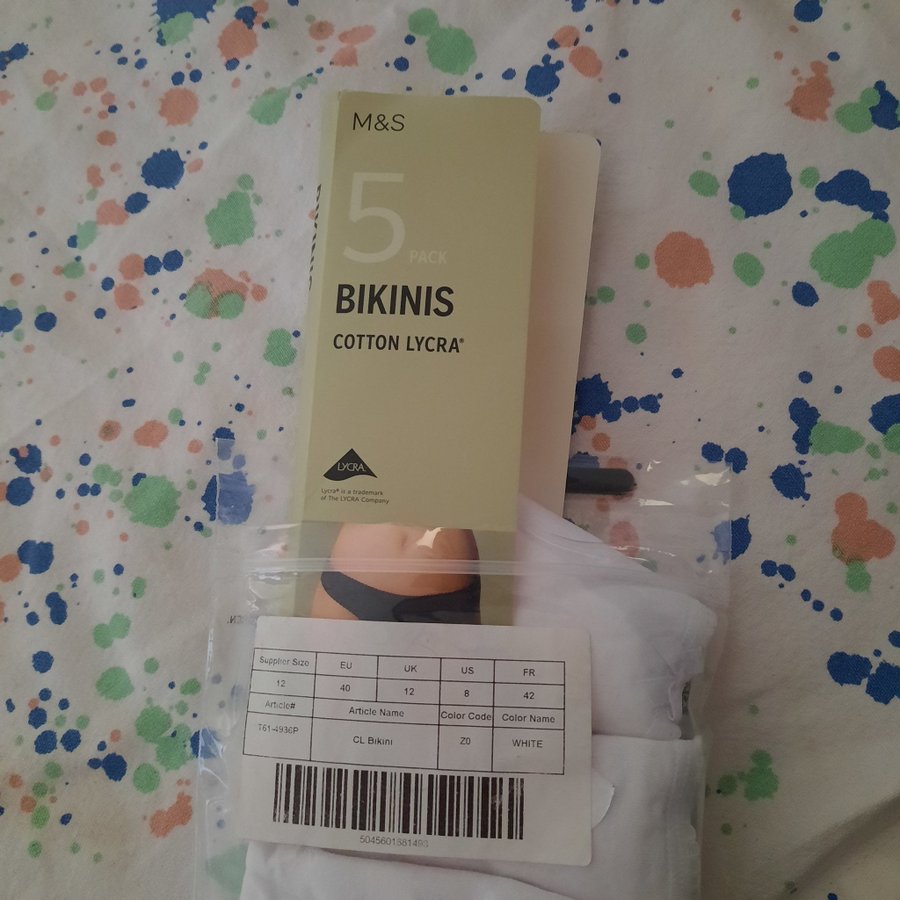 M&S
5 PACK
BIKINIS
COTTON LYCRA®
LYCRA
Lycra® is a trademark
of The LYCRA Company
Supplier Size EU UK US FR
12 40 12 8 42
Article# Article Name Color Code Color Name
T61-4936P CL Bikini Z0 WHITE